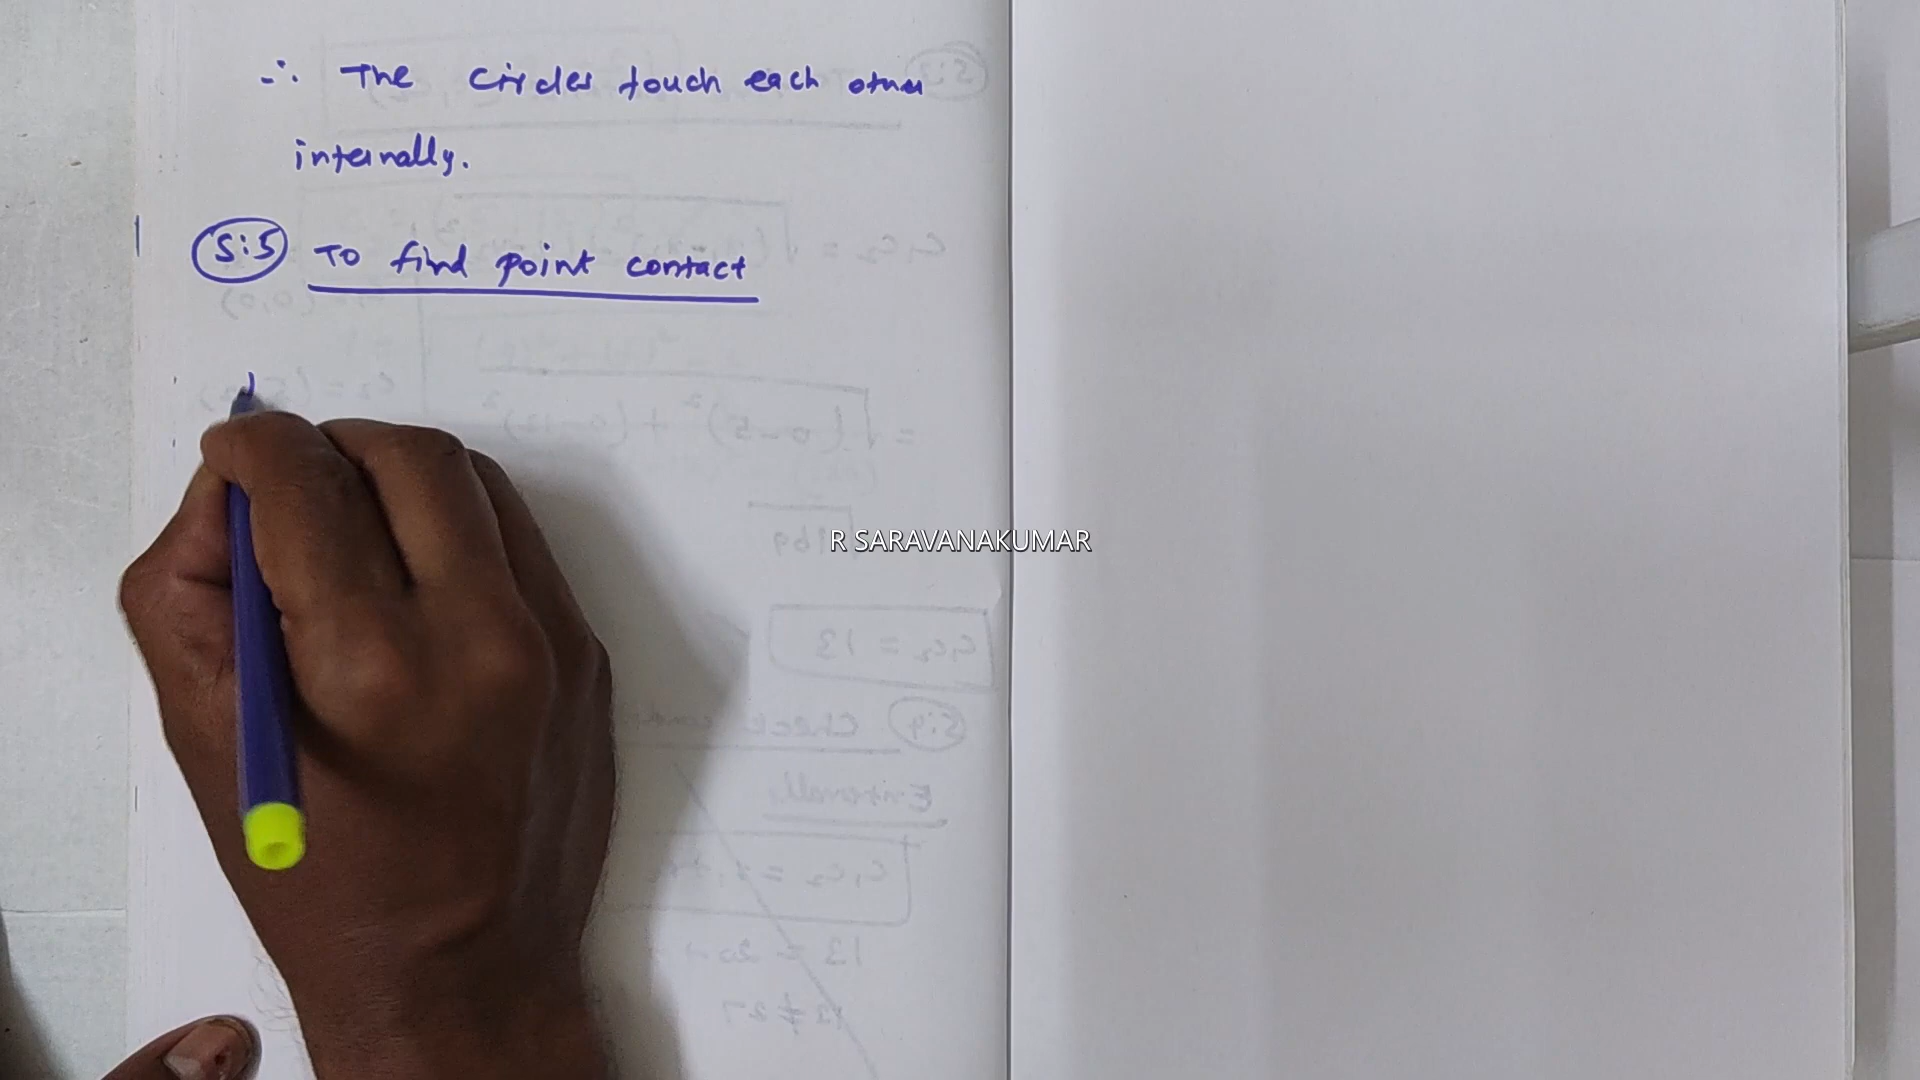 ∴ The Circles touch each other
internally.
S:5 To find point contact
R SARAVANAKUMAR